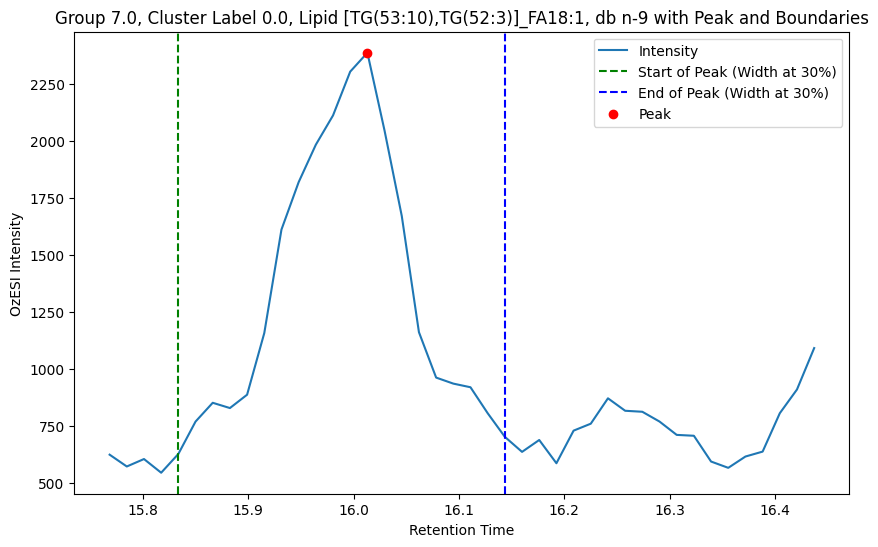 Group 7.0, Cluster Label 0.0, Lipid [TG(53:10),TG(52:3)]_FA18:1, db n-9 with Peak and Boundaries
Intensity
Start of Peak (Width at 30%)
End of Peak (Width at 30%)
Peak
OzESI Intensity
2250
2000
1750
1500
1250
1000
750
500
15.8
15.9
16.0
16.1
16.2
16.3
16.4
Retention Time